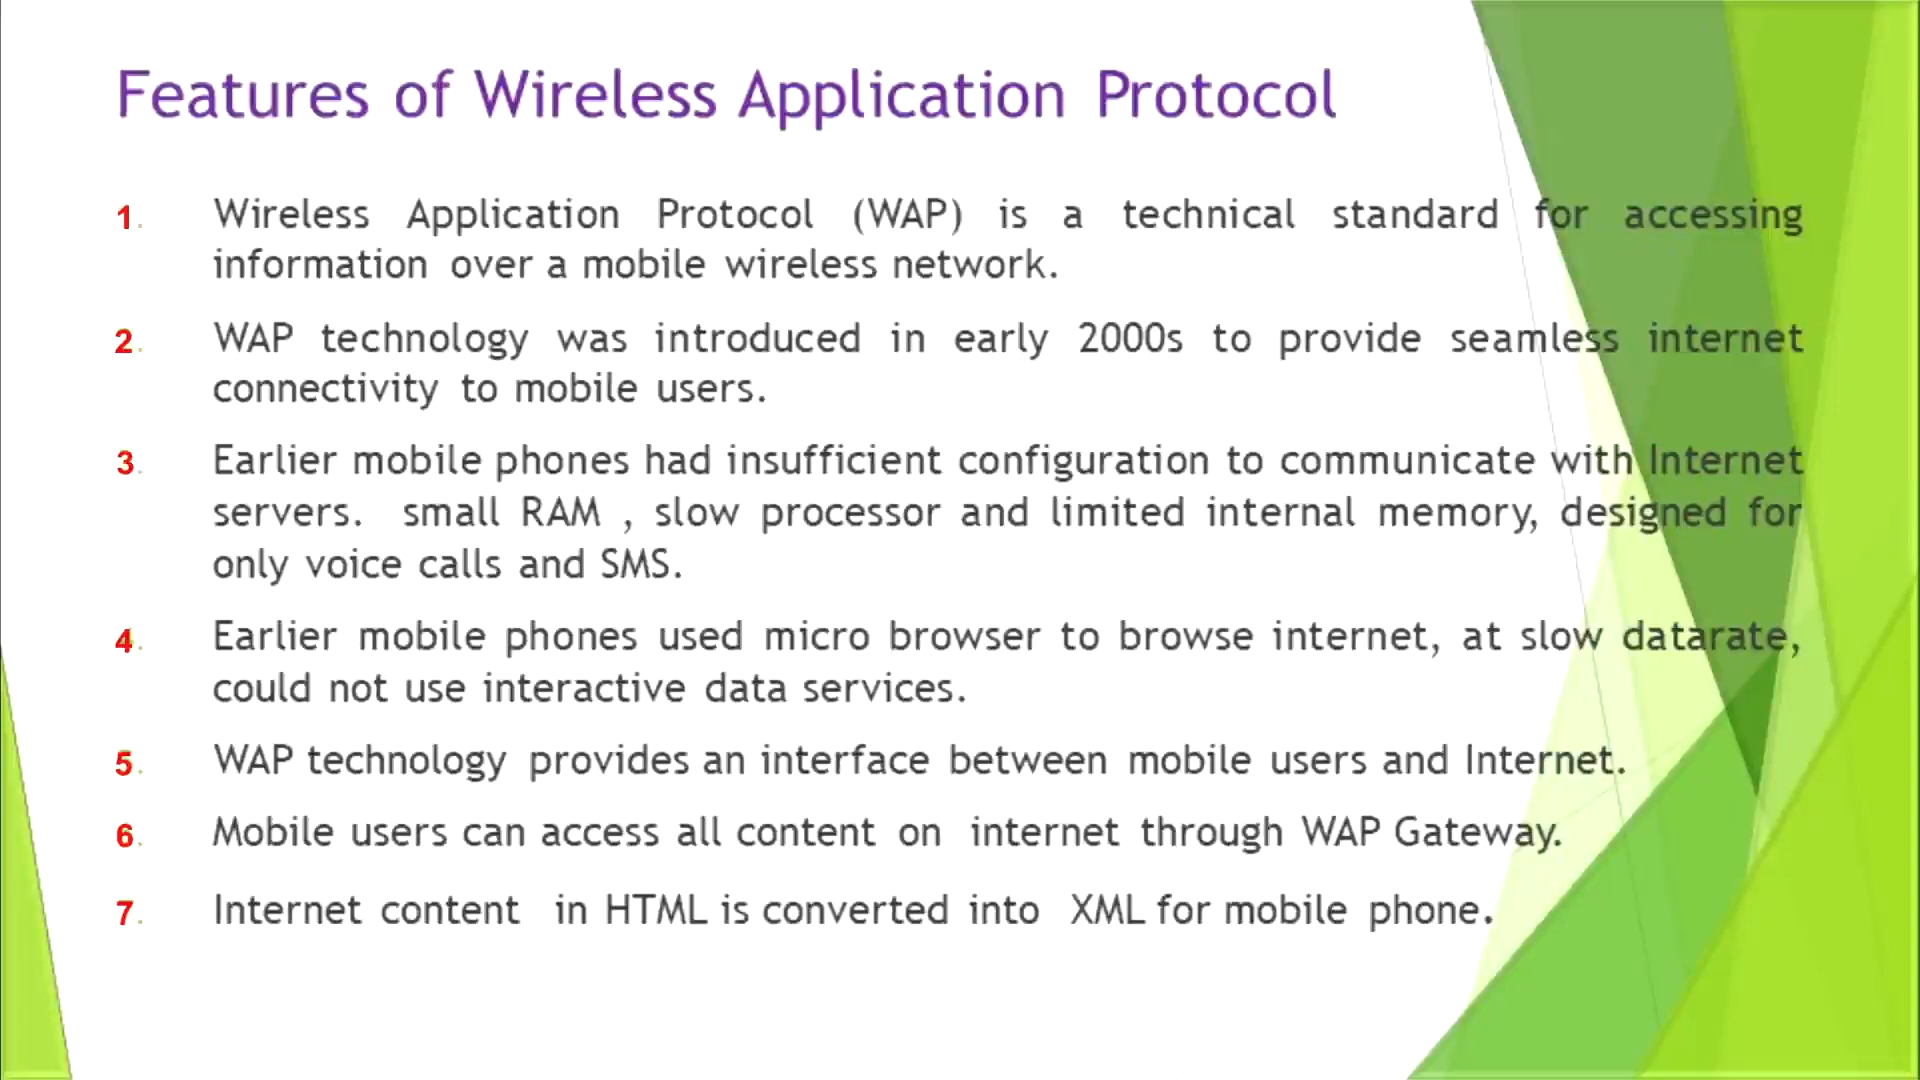 Features of Wireless Application Protocol
1. Wireless Application Protocol (WAP) is a technical standard for accessing
information over a mobile wireless network.
2. WAP technology was introduced in early 2000s to provide seamless internet
connectivity to mobile users.
3. Earlier mobile phones had insufficient configuration to communicate with Internet
servers. small RAM , slow processor and limited internal memory, designed for
only voice calls and SMS.
4. Earlier mobile phones used micro browser to browse internet, at slow datarate,
could not use interactive data services.
5. WAP technology provides an interface between mobile users and Internet.
6. Mobile users can access all content on internet through WAP Gateway.
7. Internet content in HTML is converted into XML for mobile phone.